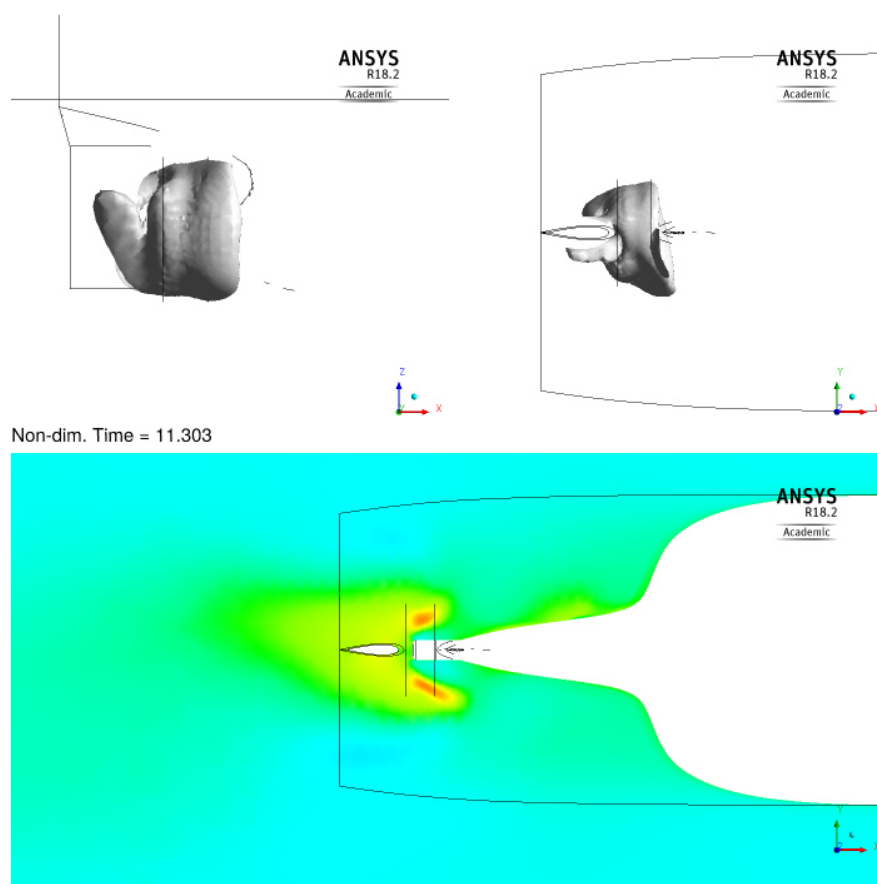 ANSYS
R18.2
Academic
ANSYS
R18.2
Academic
Z
Y
X
Y
Z
X
Non-dim. Time = 11.303
ANSYS
R18.2
Academic
Y
Z
X